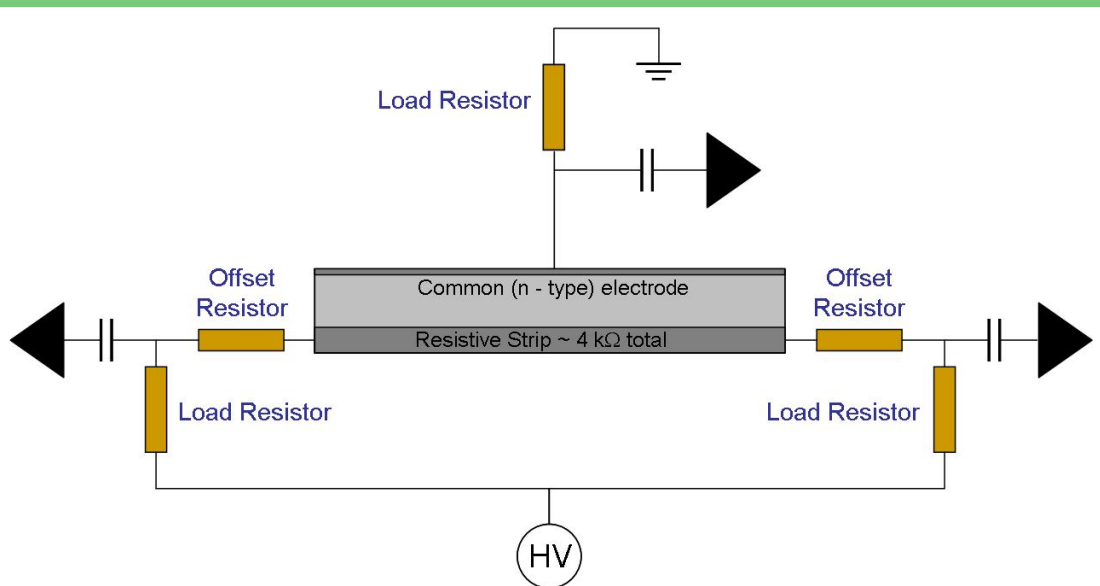 Load Resistor
Offset
Resistor
Common (n - type) electrode
Offset
Resistor
Resistive Strip ~ 4 kΩ total
Load Resistor
Load Resistor
HV